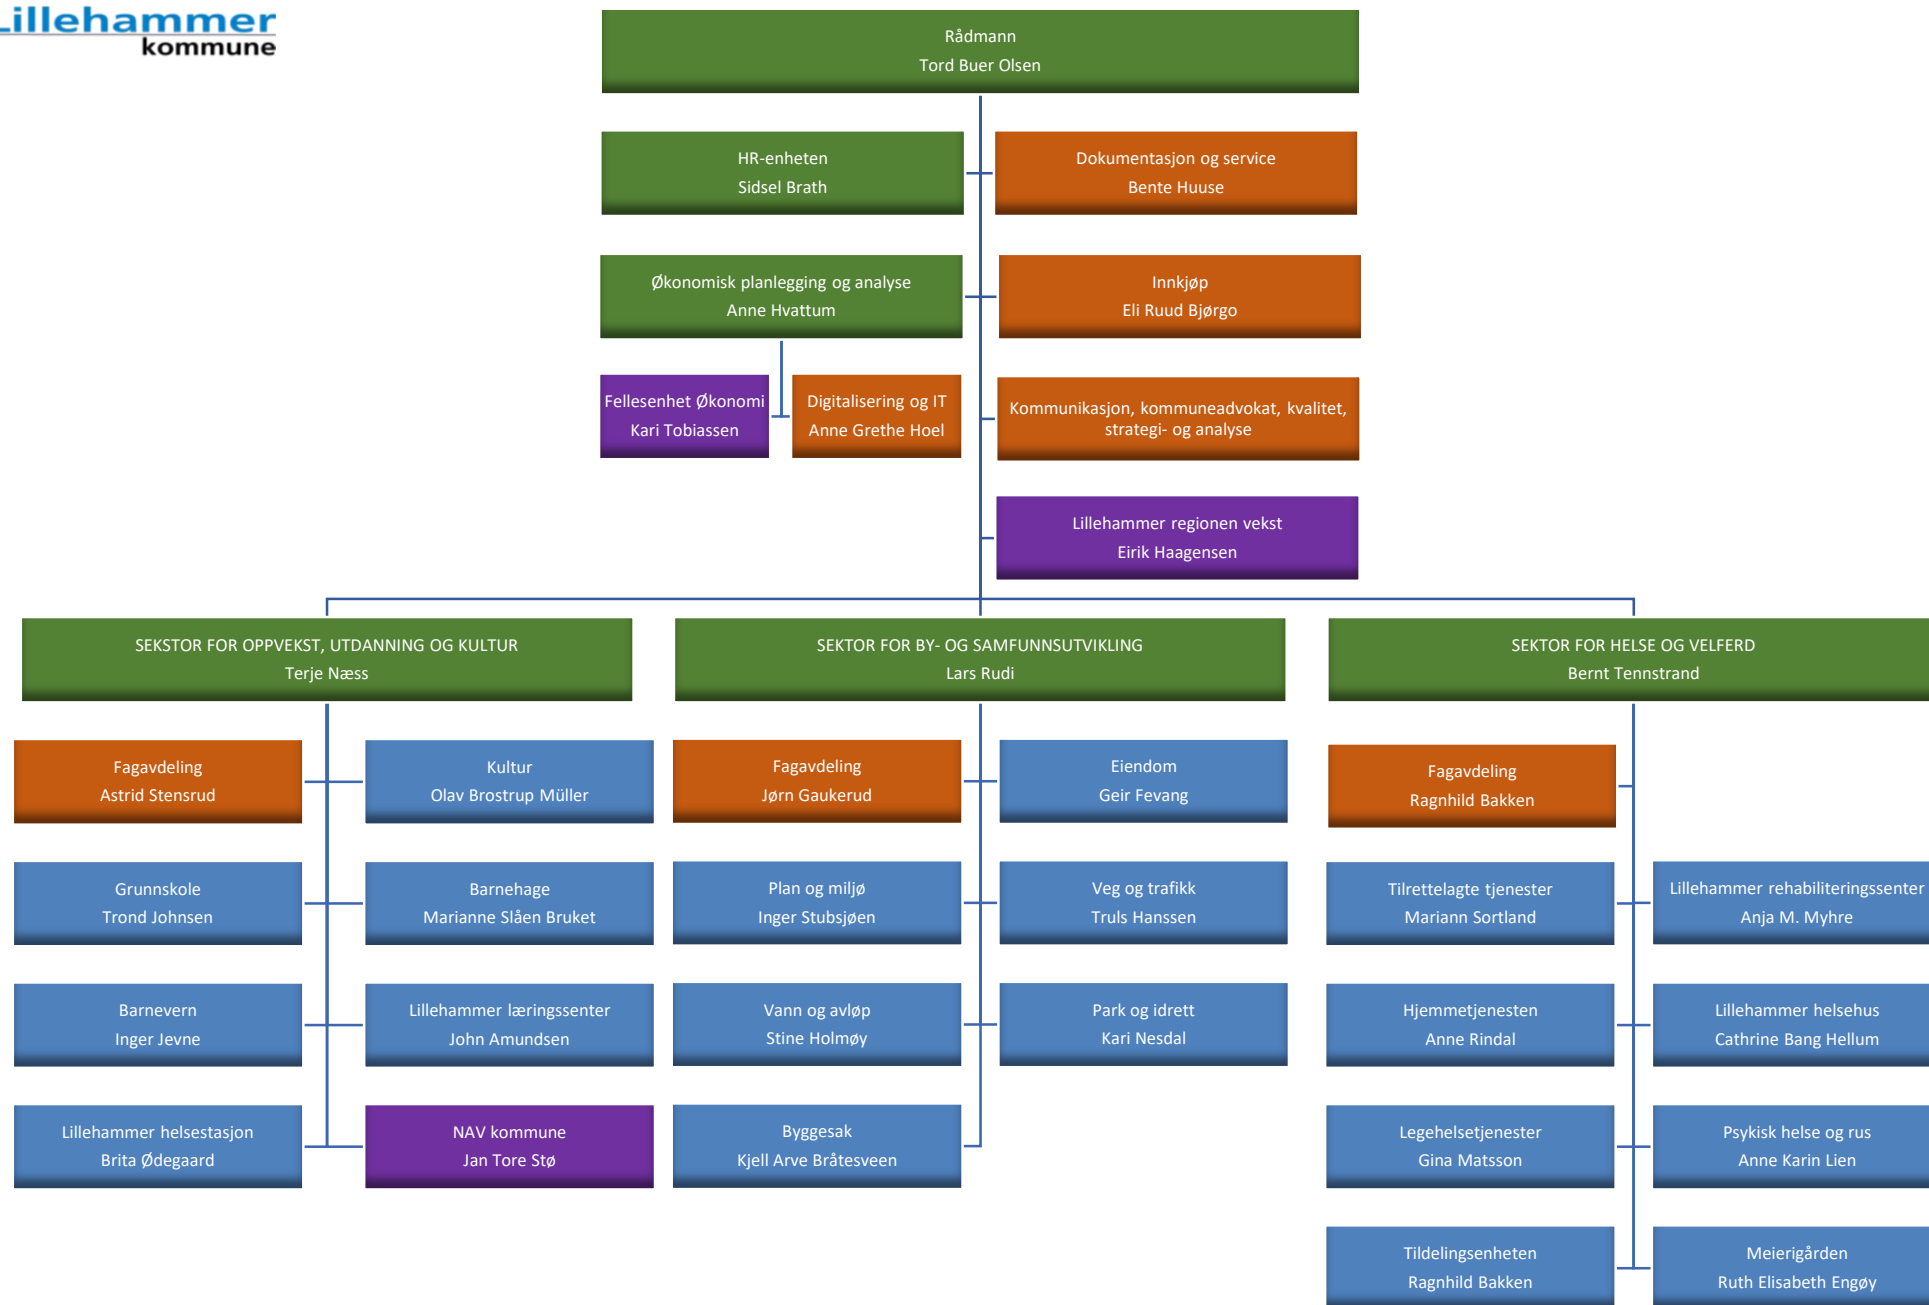 Lillehammer
kommune
Rådmann
Tord Buer Olsen
HR-enheten
Sidsel Brath
Dokumentasjon og service
Bente Huuse
Økonomisk planlegging og analyse
Anne Hvattum
Innkjøp
Eli Ruud Bjørgo
Fellesenhet Økonomi
Kari Tobiassen
Digitalisering og IT
Anne Grethe Hoel
Kommunikasjon, kommuneadvokat, kvalitet,
strategi- og analyse
Lillehammer regionen vekst
Eirik Haagensen
SEKSTOR FOR OPPVEKST, UTDANNING OG KULTUR
Terje Næss
SEKTOR FOR BY- OG SAMFUNNSUTVIKLING
Lars Rudi
SEKTOR FOR HELSE OG VELFERD
Bernt Tennstrand
Fagavdeling
Astrid Stensrud
Kultur
Olav Brostrup Müller
Grunnskole
Trond Johnsen
Barnehage
Marianne Slåen Bruket
Barnevern
Inger Jevne
Lillehammer læringssenter
John Amundsen
Lillehammer helsestasjon
Brita Ødegaard
NAV kommune
Jan Tore Stø
Fagavdeling
Jørn Gaukerud
Eiendom
Geir Fevang
Plan og miljø
Inger Stubsjøen
Veg og trafikk
Truls Hanssen
Vann og avløp
Stine Holmøy
Park og idrett
Kari Nesdal
Byggesak
Kjell Arve Bråtesveen
Fagavdeling
Ragnhild Bakken
Tilrettelagte tjenester
Mariann Sortland
Lillehammer rehabiliteringssenter
Anja M. Myhre
Hjemmetjenesten
Anne Rindal
Lillehammer helsehus
Cathrine Bang Hellum
Legehelsetjenester
Gina Matsson
Psykisk helse og rus
Anne Karin Lien
Tildelingsenheten
Ragnhild Bakken
Meierigården
Ruth Elisabeth Engøy